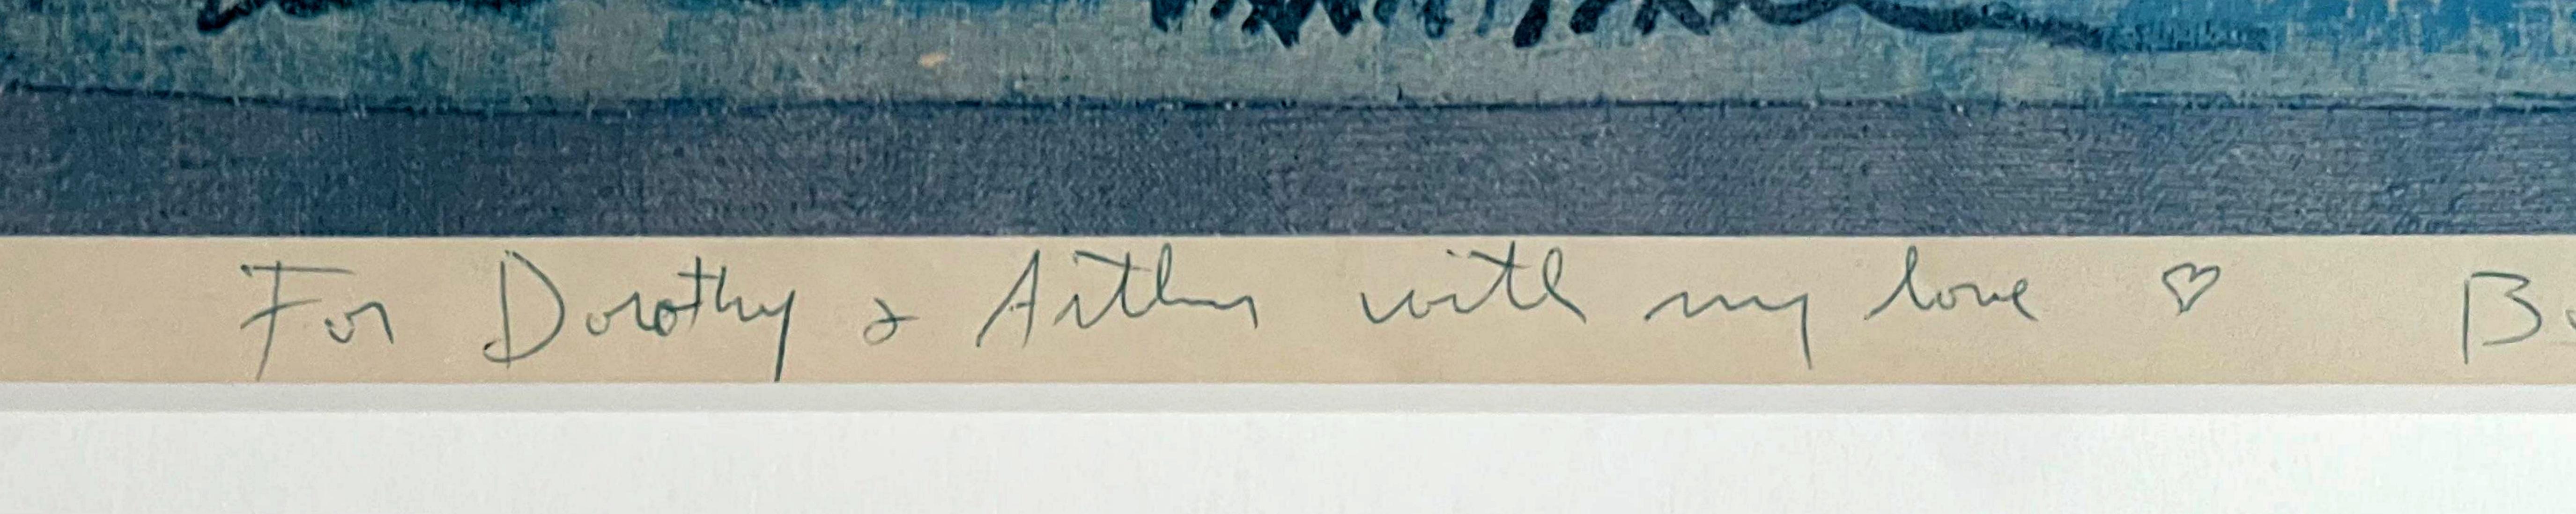 For Dorothy & Arthur with my love ♡ B